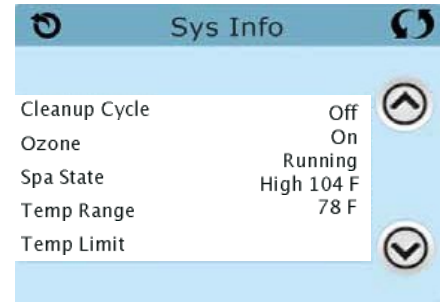 Sys Info
Cleanup Cycle Off
Ozone On
Spa State Running
Temp Range High 104 F
Temp Limit 78 F